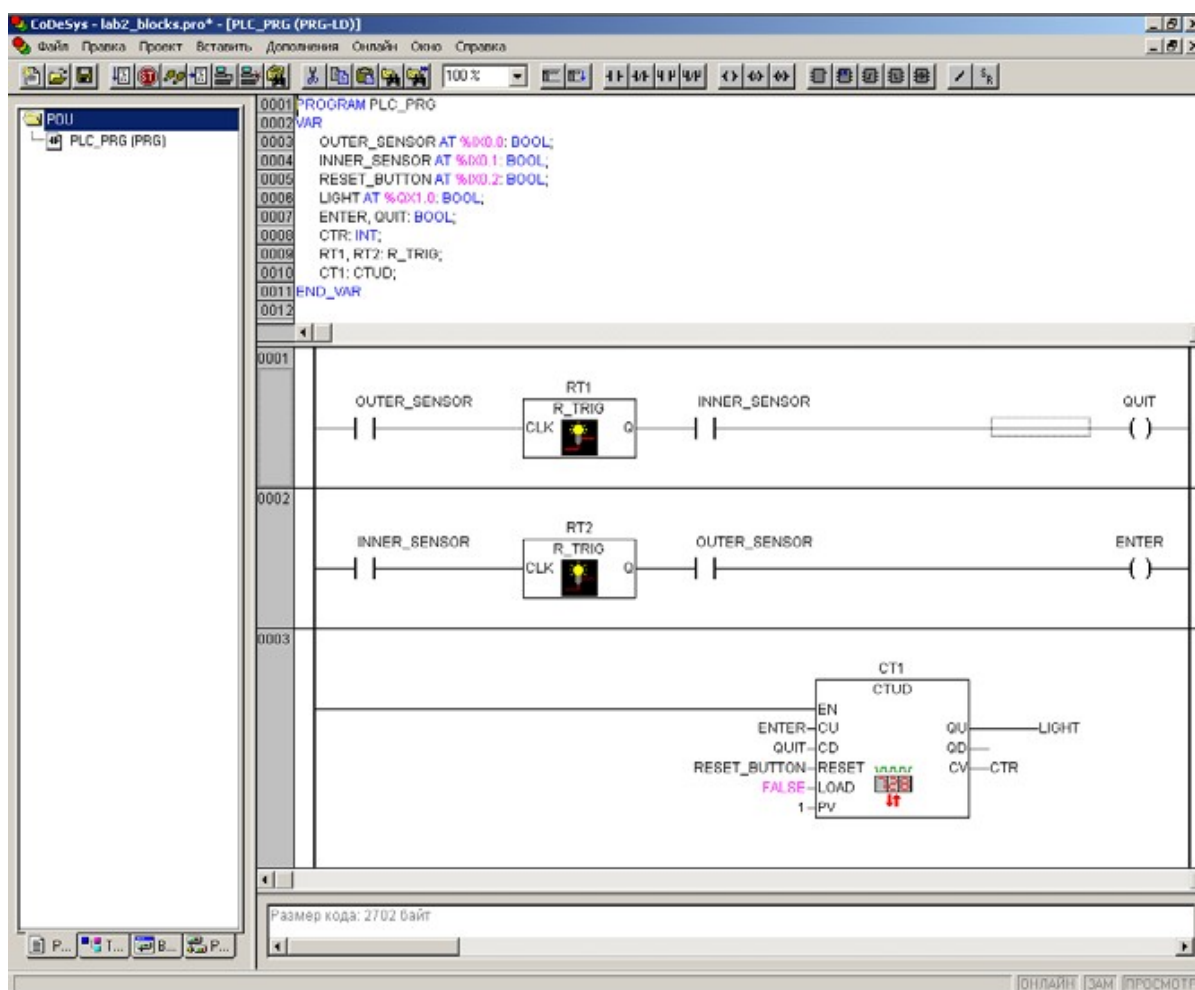 CoDeSys - lab2_blocks.pro* - [PLC_PRG (PRG-LD)]
Файл Правка Проект Вставить Дополнения Онлайн Окно Справка
100 %
POU
PLC_PRG (PRG)
0001 PROGRAM PLC_PRG
0002 VAR
0003 OUTER_SENSOR AT %IX0.0: BOOL;
0004 INNER_SENSOR AT %IX0.1: BOOL;
0005 RESET_BUTTON AT %IX0.2: BOOL;
0006 LIGHT AT %QX1.0: BOOL;
0007 ENTER, QUIT: BOOL;
0008 CTR: INT;
0009 RT1, RT2: R_TRIG;
0010 CT1: CTUD;
0011 END_VAR
0012
0001
RT1
OUTER_SENSOR R_TRIG INNER_SENSOR QUIT
CLK Q
0002
RT2
INNER_SENSOR R_TRIG OUTER_SENSOR ENTER
CLK Q
0003
CT1
CTUD
EN
ENTER CU QU LIGHT
QUIT CD QD
RESET_BUTTON RESET CV CTR
FALSE LOAD
1 PV
Размер кода: 2702 байт
P... T... B... P...
ОНЛАЙН ЗАМ ПРОСМОТР